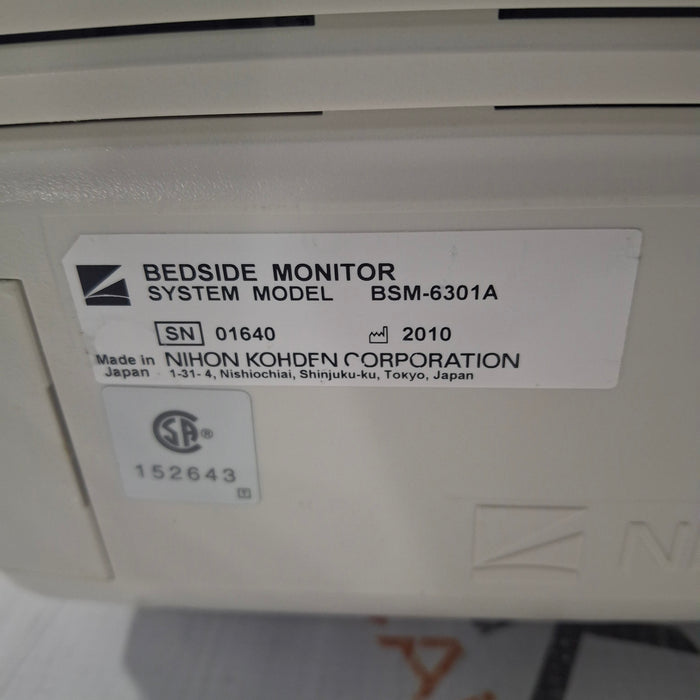 BEDSIDE MONITOR
SYSTEM MODEL BSM-6301A
SN 01640 2010
Made in Japan NIHON KOHDEN CORPORATION
1-31-4, Nishiochiai, Shinjuku-ku, Tokyo, Japan
SA ®
152643